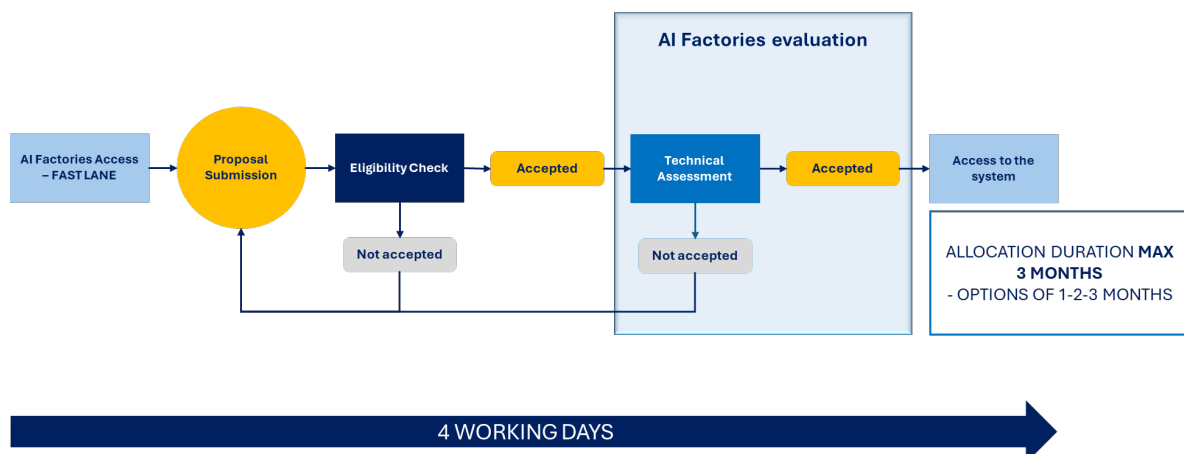 AI Factories evaluation
AI Factories Access
– FAST LANE
Proposal
Submission
Eligibility Check
Accepted
Technical
Assessment
Accepted
Access to the
system
Not accepted
Not accepted
ALLOCATION DURATION MAX
3 MONTHS
- OPTIONS OF 1-2-3 MONTHS
4 WORKING DAYS